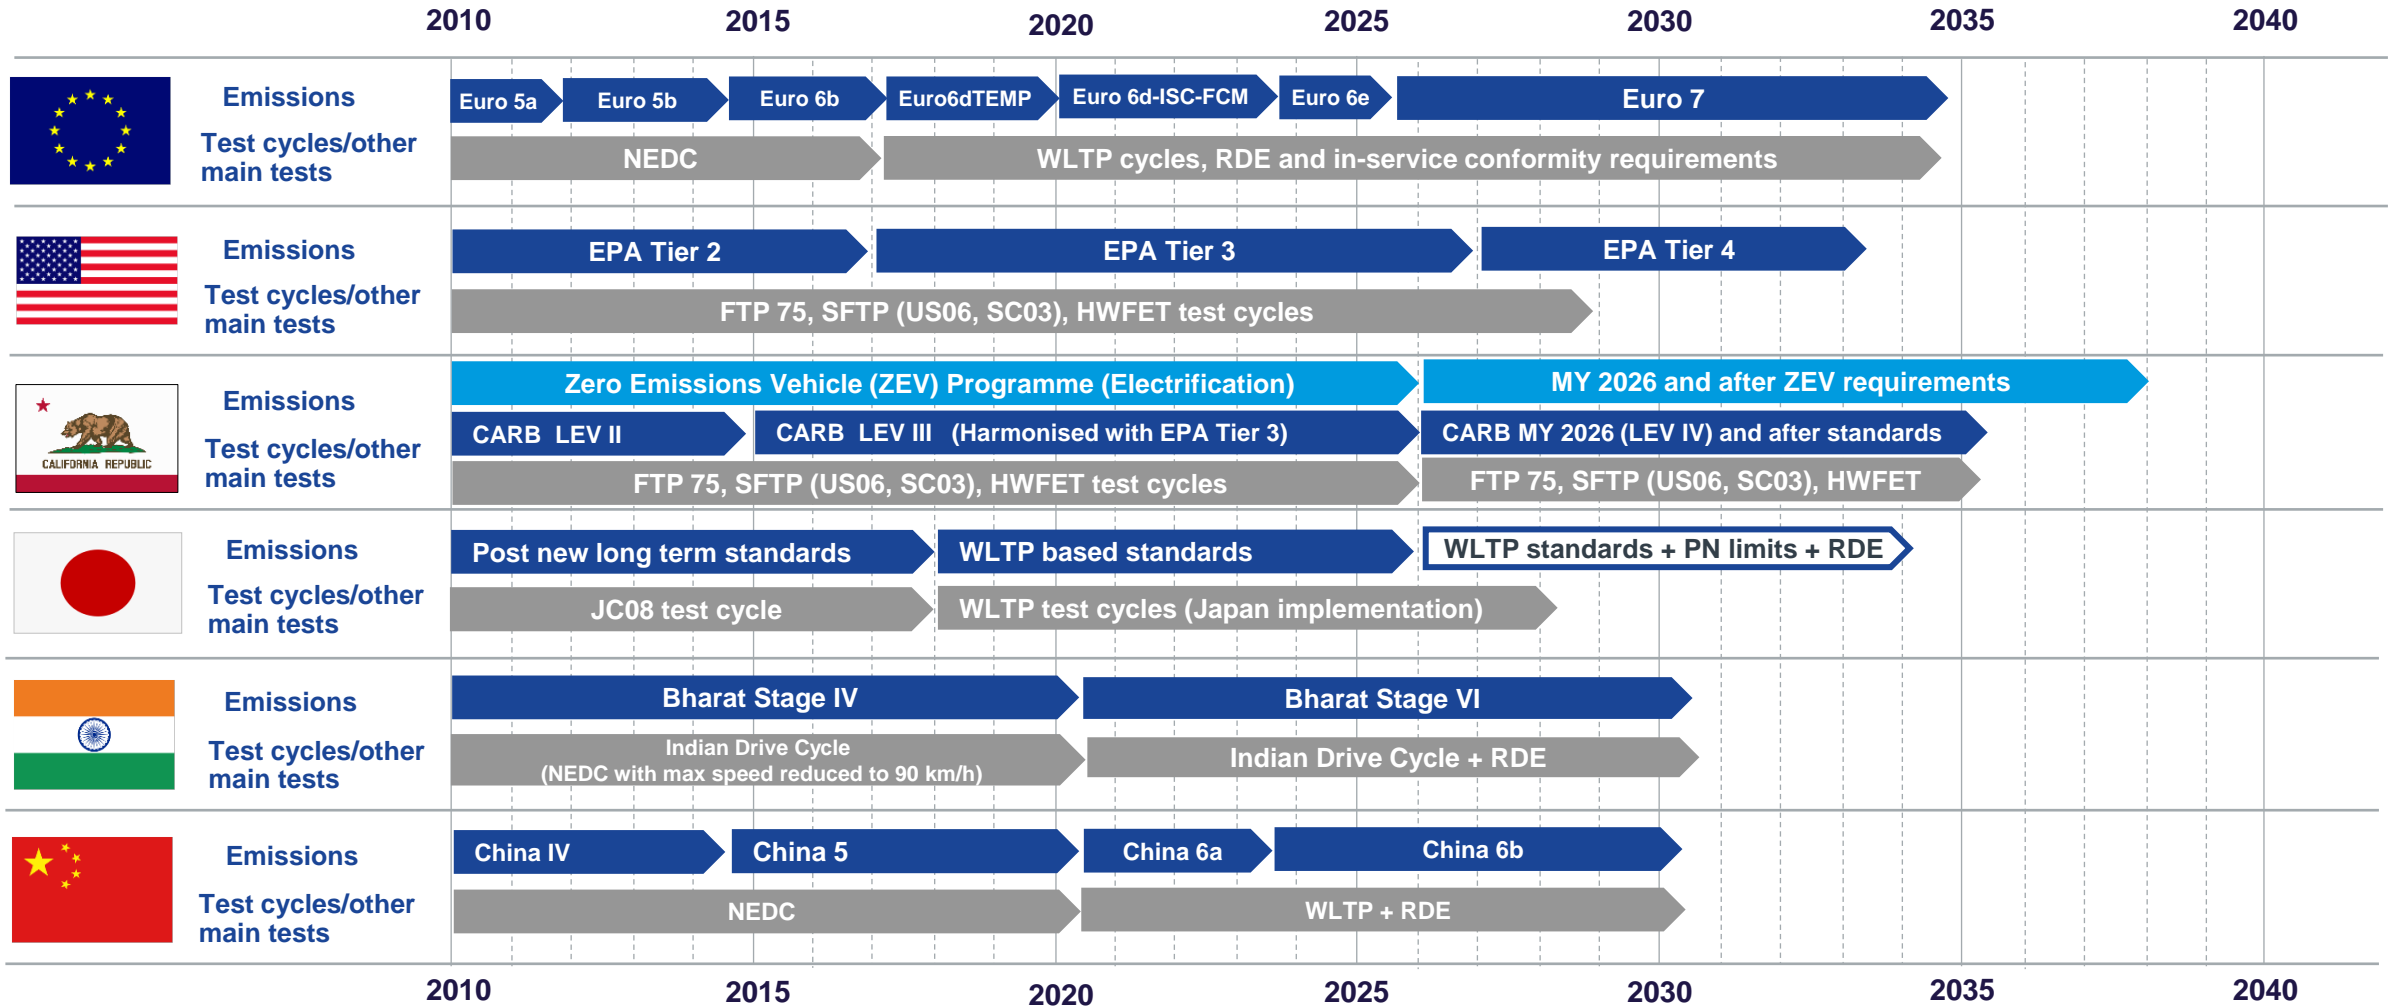 2010 2015 2020 2025 2030 2035 2040
Emissions
Euro 5a Euro 5b Euro 6b Euro6dTEMP Euro 6d-ISC-FCM Euro 6e Euro 7
Test cycles/other
main tests
NEDC WLTP cycles, RDE and in-service conformity requirements
Emissions
EPA Tier 2 EPA Tier 3 EPA Tier 4
Test cycles/other
main tests
FTP 75, SFTP (US06, SC03), HWFET test cycles
CALIFORNIA REPUBLIC
Emissions
Zero Emissions Vehicle (ZEV) Programme (Electrification) MY 2026 and after ZEV requirements
CARB LEV II CARB LEV III (Harmonised with EPA Tier 3) CARB MY 2026 (LEV IV) and after standards
Test cycles/other
main tests
FTP 75, SFTP (US06, SC03), HWFET test cycles FTP 75, SFTP (US06, SC03), HWFET
Emissions
Post new long term standards WLTP based standards WLTP standards + PN limits + RDE
Test cycles/other
main tests
JC08 test cycle WLTP test cycles (Japan implementation)
Emissions
Bharat Stage IV Bharat Stage VI
Test cycles/other
main tests
Indian Drive Cycle
(NEDC with max speed reduced to 90 km/h)
Indian Drive Cycle + RDE
Emissions
China IV China 5 China 6a China 6b
Test cycles/other
main tests
NEDC WLTP + RDE
2010 2015 2020 2025 2030 2035 2040